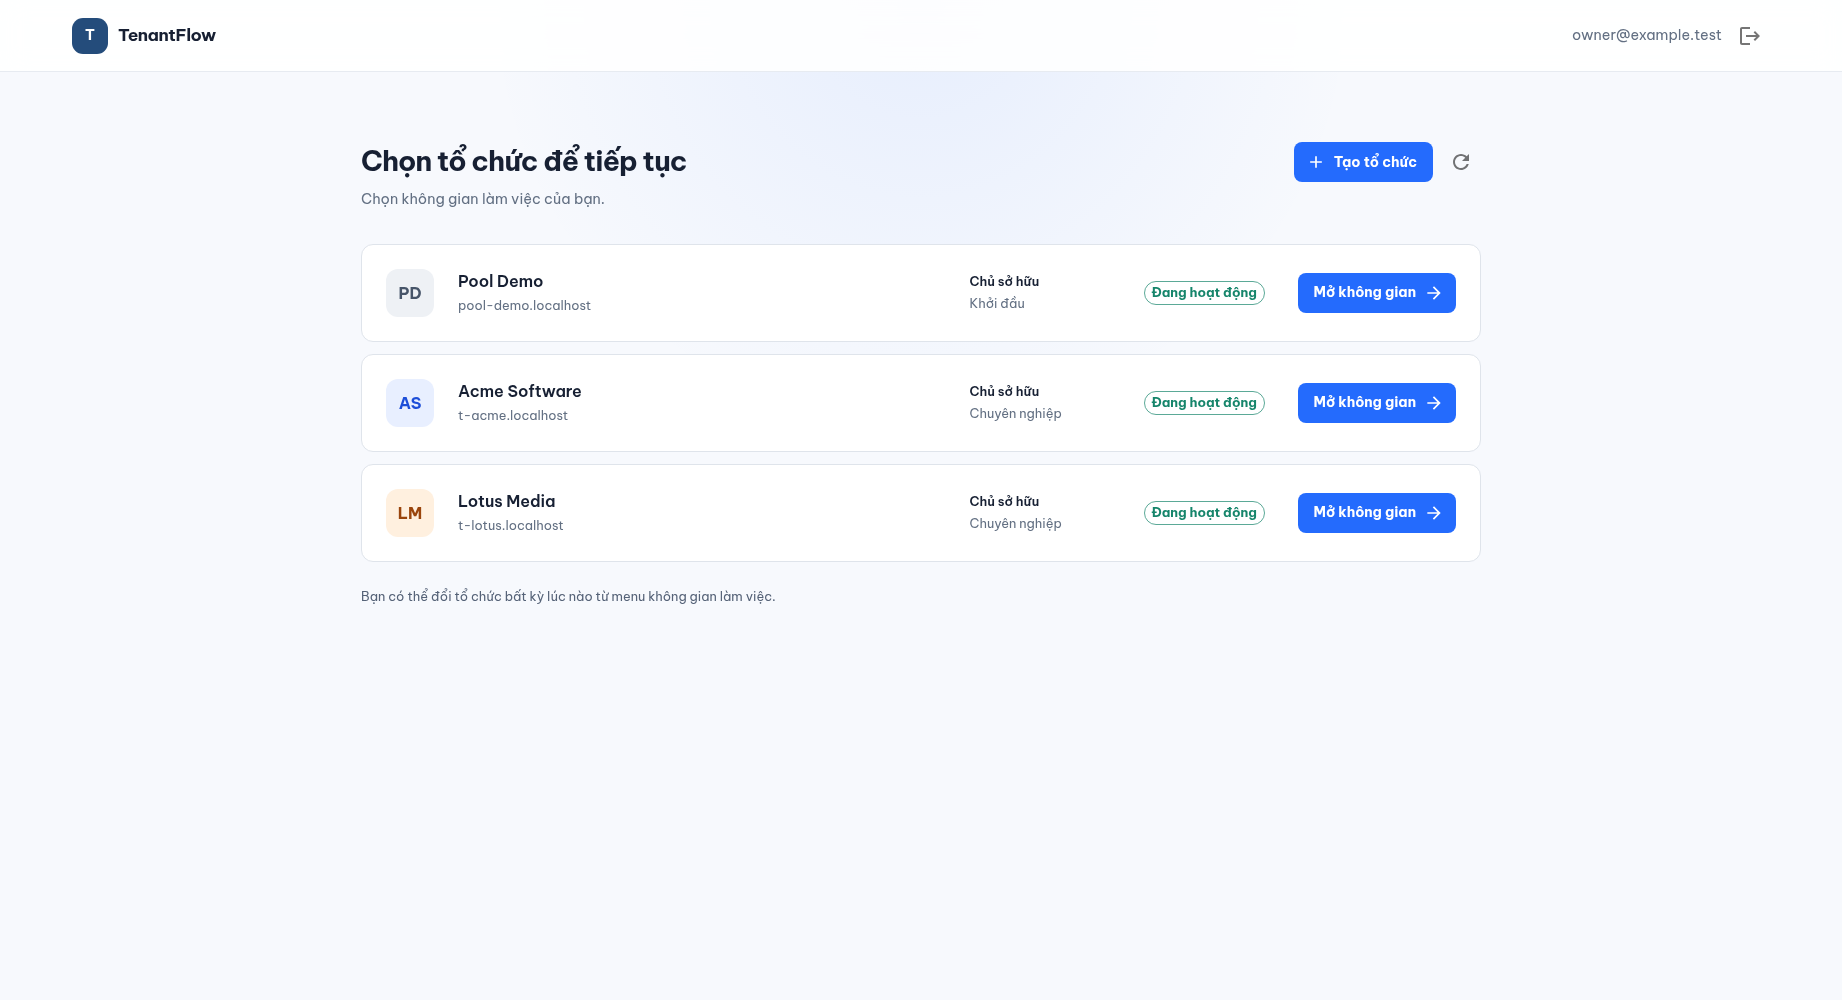 T TenantFlow
owner@example.test
Chọn tổ chức để tiếp tục
Tạo tổ chức
Chọn không gian làm việc của bạn.
PD
Pool Demo
pool-demo.localhost
Chủ sở hữu
Khởi đầu
Đang hoạt động
Mở không gian
AS
Acme Software
t-acme.localhost
Chủ sở hữu
Chuyên nghiệp
Đang hoạt động
Mở không gian
LM
Lotus Media
t-lotus.localhost
Chủ sở hữu
Chuyên nghiệp
Đang hoạt động
Mở không gian
Bạn có thể đổi tổ chức bất kỳ lúc nào từ menu không gian làm việc.